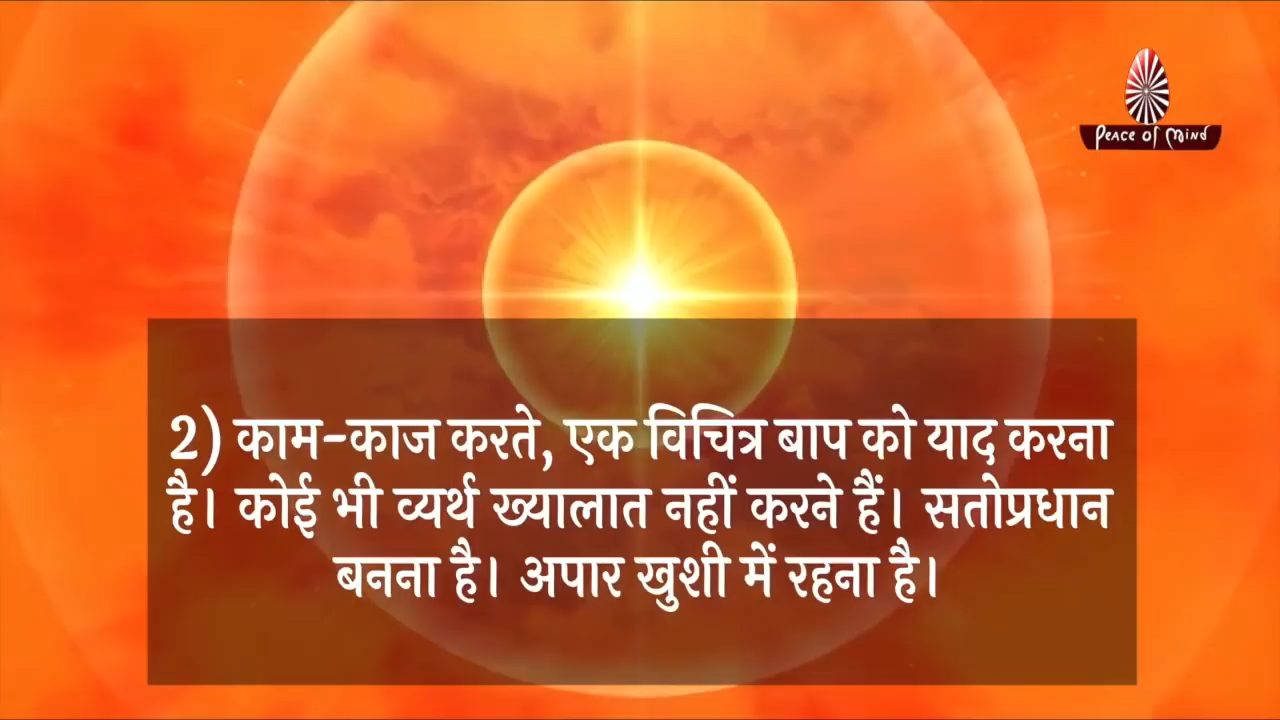 Peace of Mind
2) काम-काज करते, एक विचित्र बाप को याद करना
है। कोई भी व्यर्थ ख्यालात नहीं करने हैं। सतोप्रधान
बनना है। अपार खुशी में रहना है।